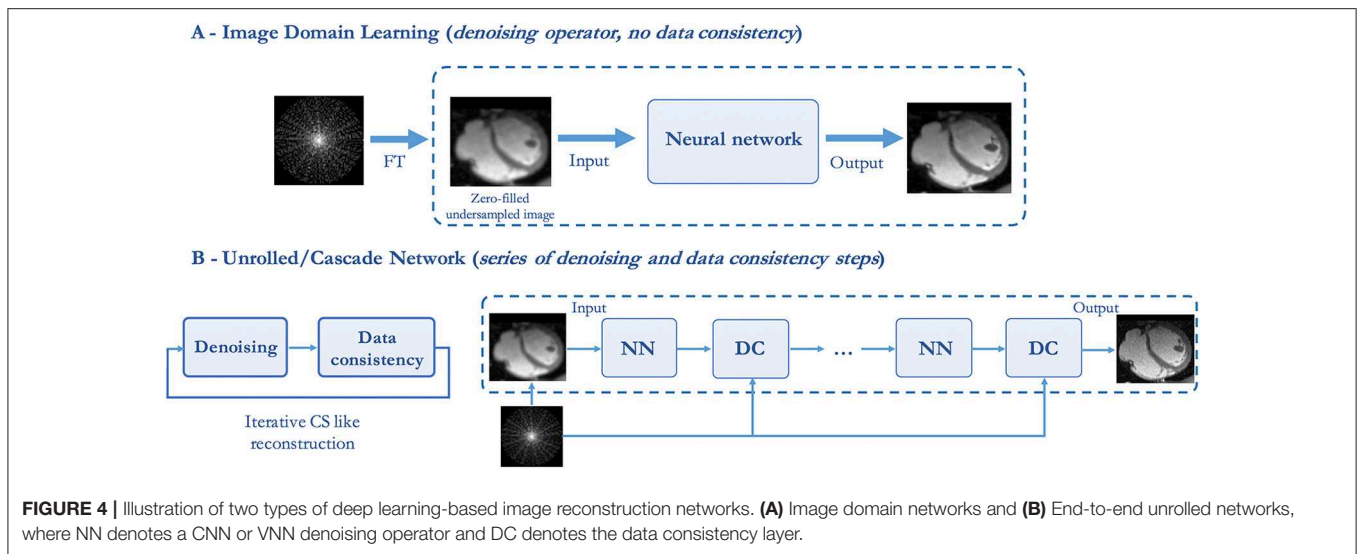 A - Image Domain Learning (denoising operator, no data consistency)
FT
Zero-filled
undersampled image
Input
Neural network
Output
B - Unrolled/Cascade Network (series of denoising and data consistency steps)
Denoising
Data
consistency
Iterative CS like
reconstruction
Input
NN
DC
...
NN
DC
Output
FIGURE 4 | Illustration of two types of deep learning-based image reconstruction networks. (A) Image domain networks and (B) End-to-end unrolled networks,
where NN denotes a CNN or VNN denoising operator and DC denotes the data consistency layer.